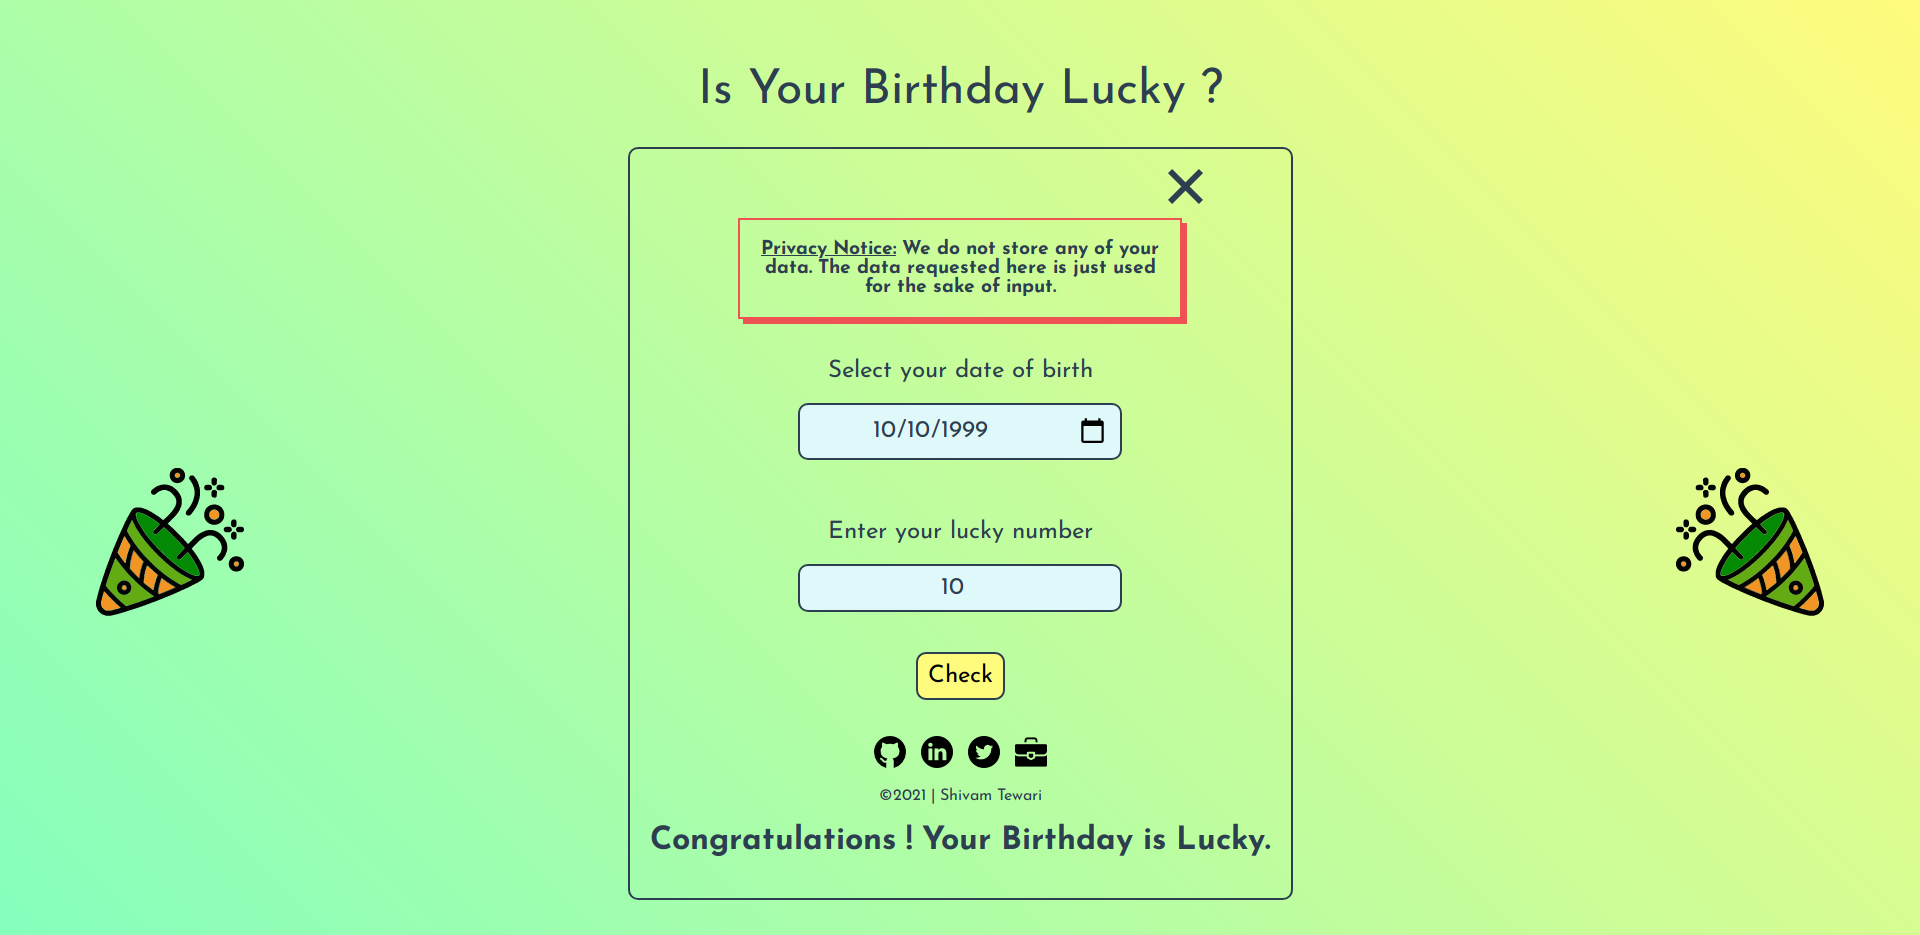 Is Your Birthday Lucky ?
Privacy Notice: We do not store any of your
data. The data requested here is just used
for the sake of input.
Select your date of birth
10/10/1999
Enter your lucky number
10
Check
in
©2021 | Shivam Tewari
Congratulations ! Your Birthday is Lucky.